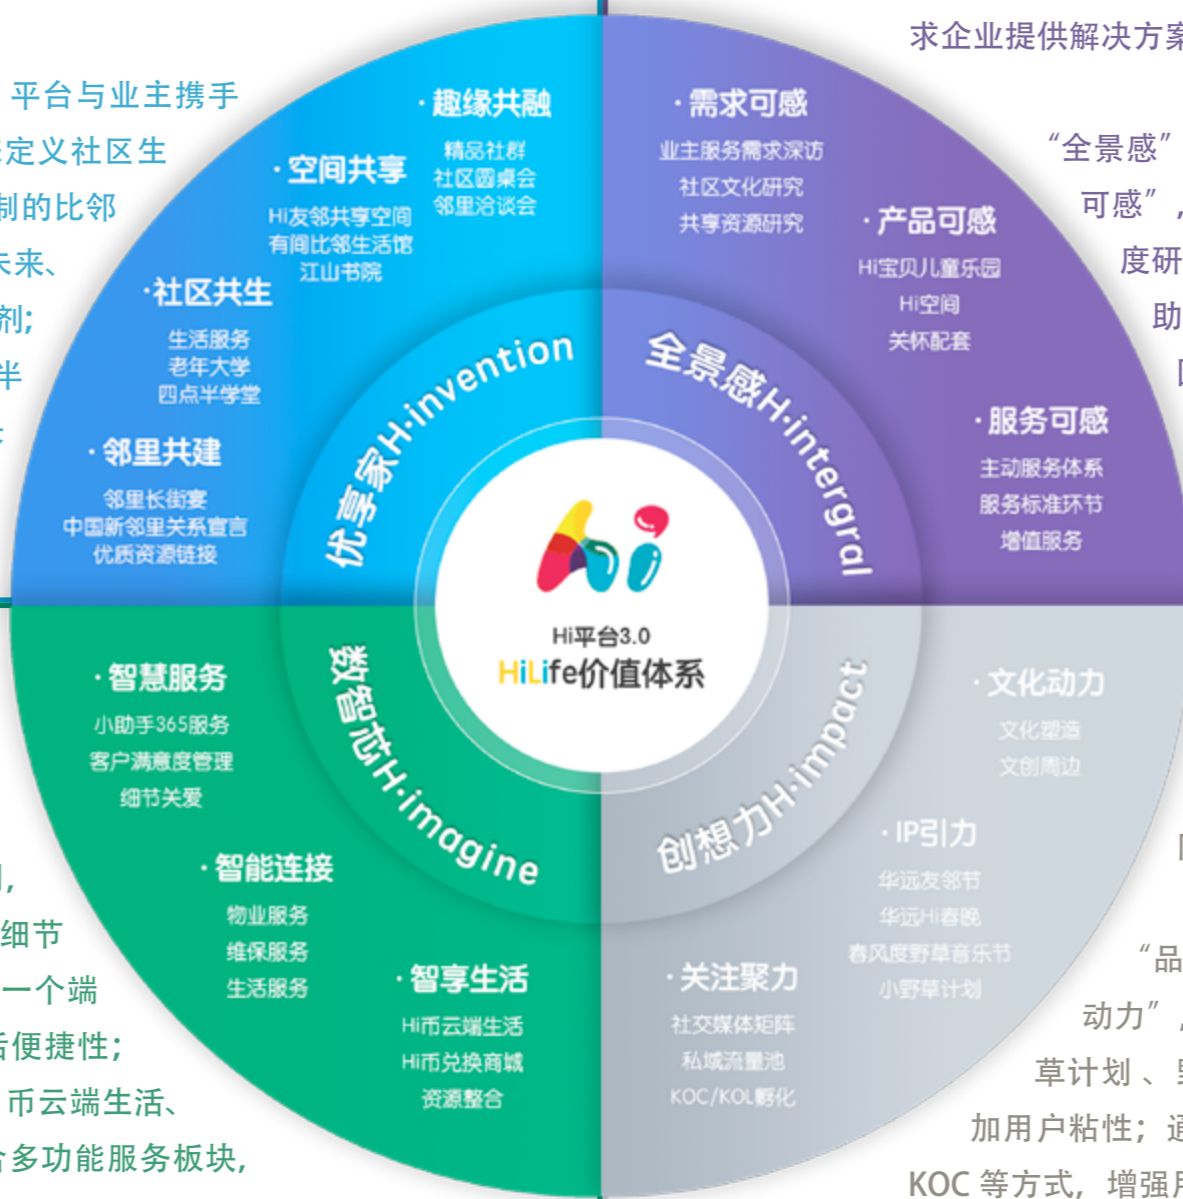 平台与业主携手
定义社区生
制的比邻
未来、
剂;
半
求企业提供解决方案
“全景感”
可感”,
度研
助
·趣缘共融
精品社群
社区圆桌会
邻里洽谈会
·空间共享
Hi友邻共享空间
有间比邻生活馆
江山书院
·社区共生
生活服务
老年大学
四点半学堂
·邻里共建
邻里长街宴
中国新邻里关系宣言
优质资源链接
优享家H·invention
·需求可感
业主服务需求深访
社区文化研究
共享资源研究
·产品可感
Hi宝贝儿童乐园
Hi空间
关怀配套
·服务可感
主动服务体系
服务标准环节
增值服务
全景感H·intergral
Hi
Hi平台3.0
HiLife价值体系
数智芯H·imagine
·智慧服务
小助手365服务
客户满意度管理
细节关爱
·智能连接
物业服务
维保服务
生活服务
·智享生活
Hi币云端生活
Hi币兑换商城
资源整合
创想力H·impact
·文化动力
文化塑造
文创周边
·IP引力
华远友邻节
华远Hi春晚
春风度野草音乐节
小野草计划
·关注聚力
社交媒体矩阵
私域流量池
KOC/KOL孵化
细节
一个端
便捷性;
币云端生活、
多功能服务板块,
“品
动力”,
草计划、
加用户粘性; 通
KOC 等方式, 增强用